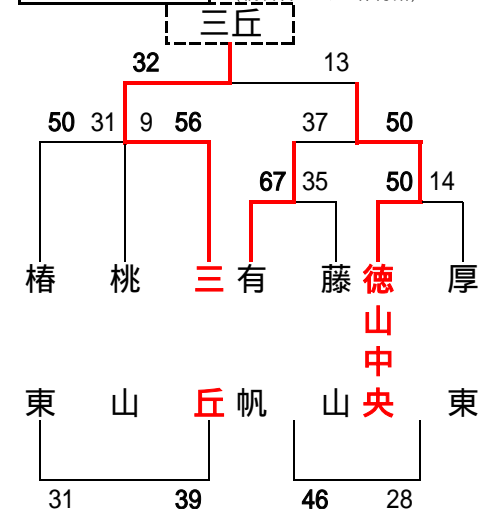 三丘
32 13
50 31 9 56 37 50
67 35 50 14
椿 桃 三 有 藤 徳 厚
山
中
東 山 丘 帆 山 央 東
31 39 46 28